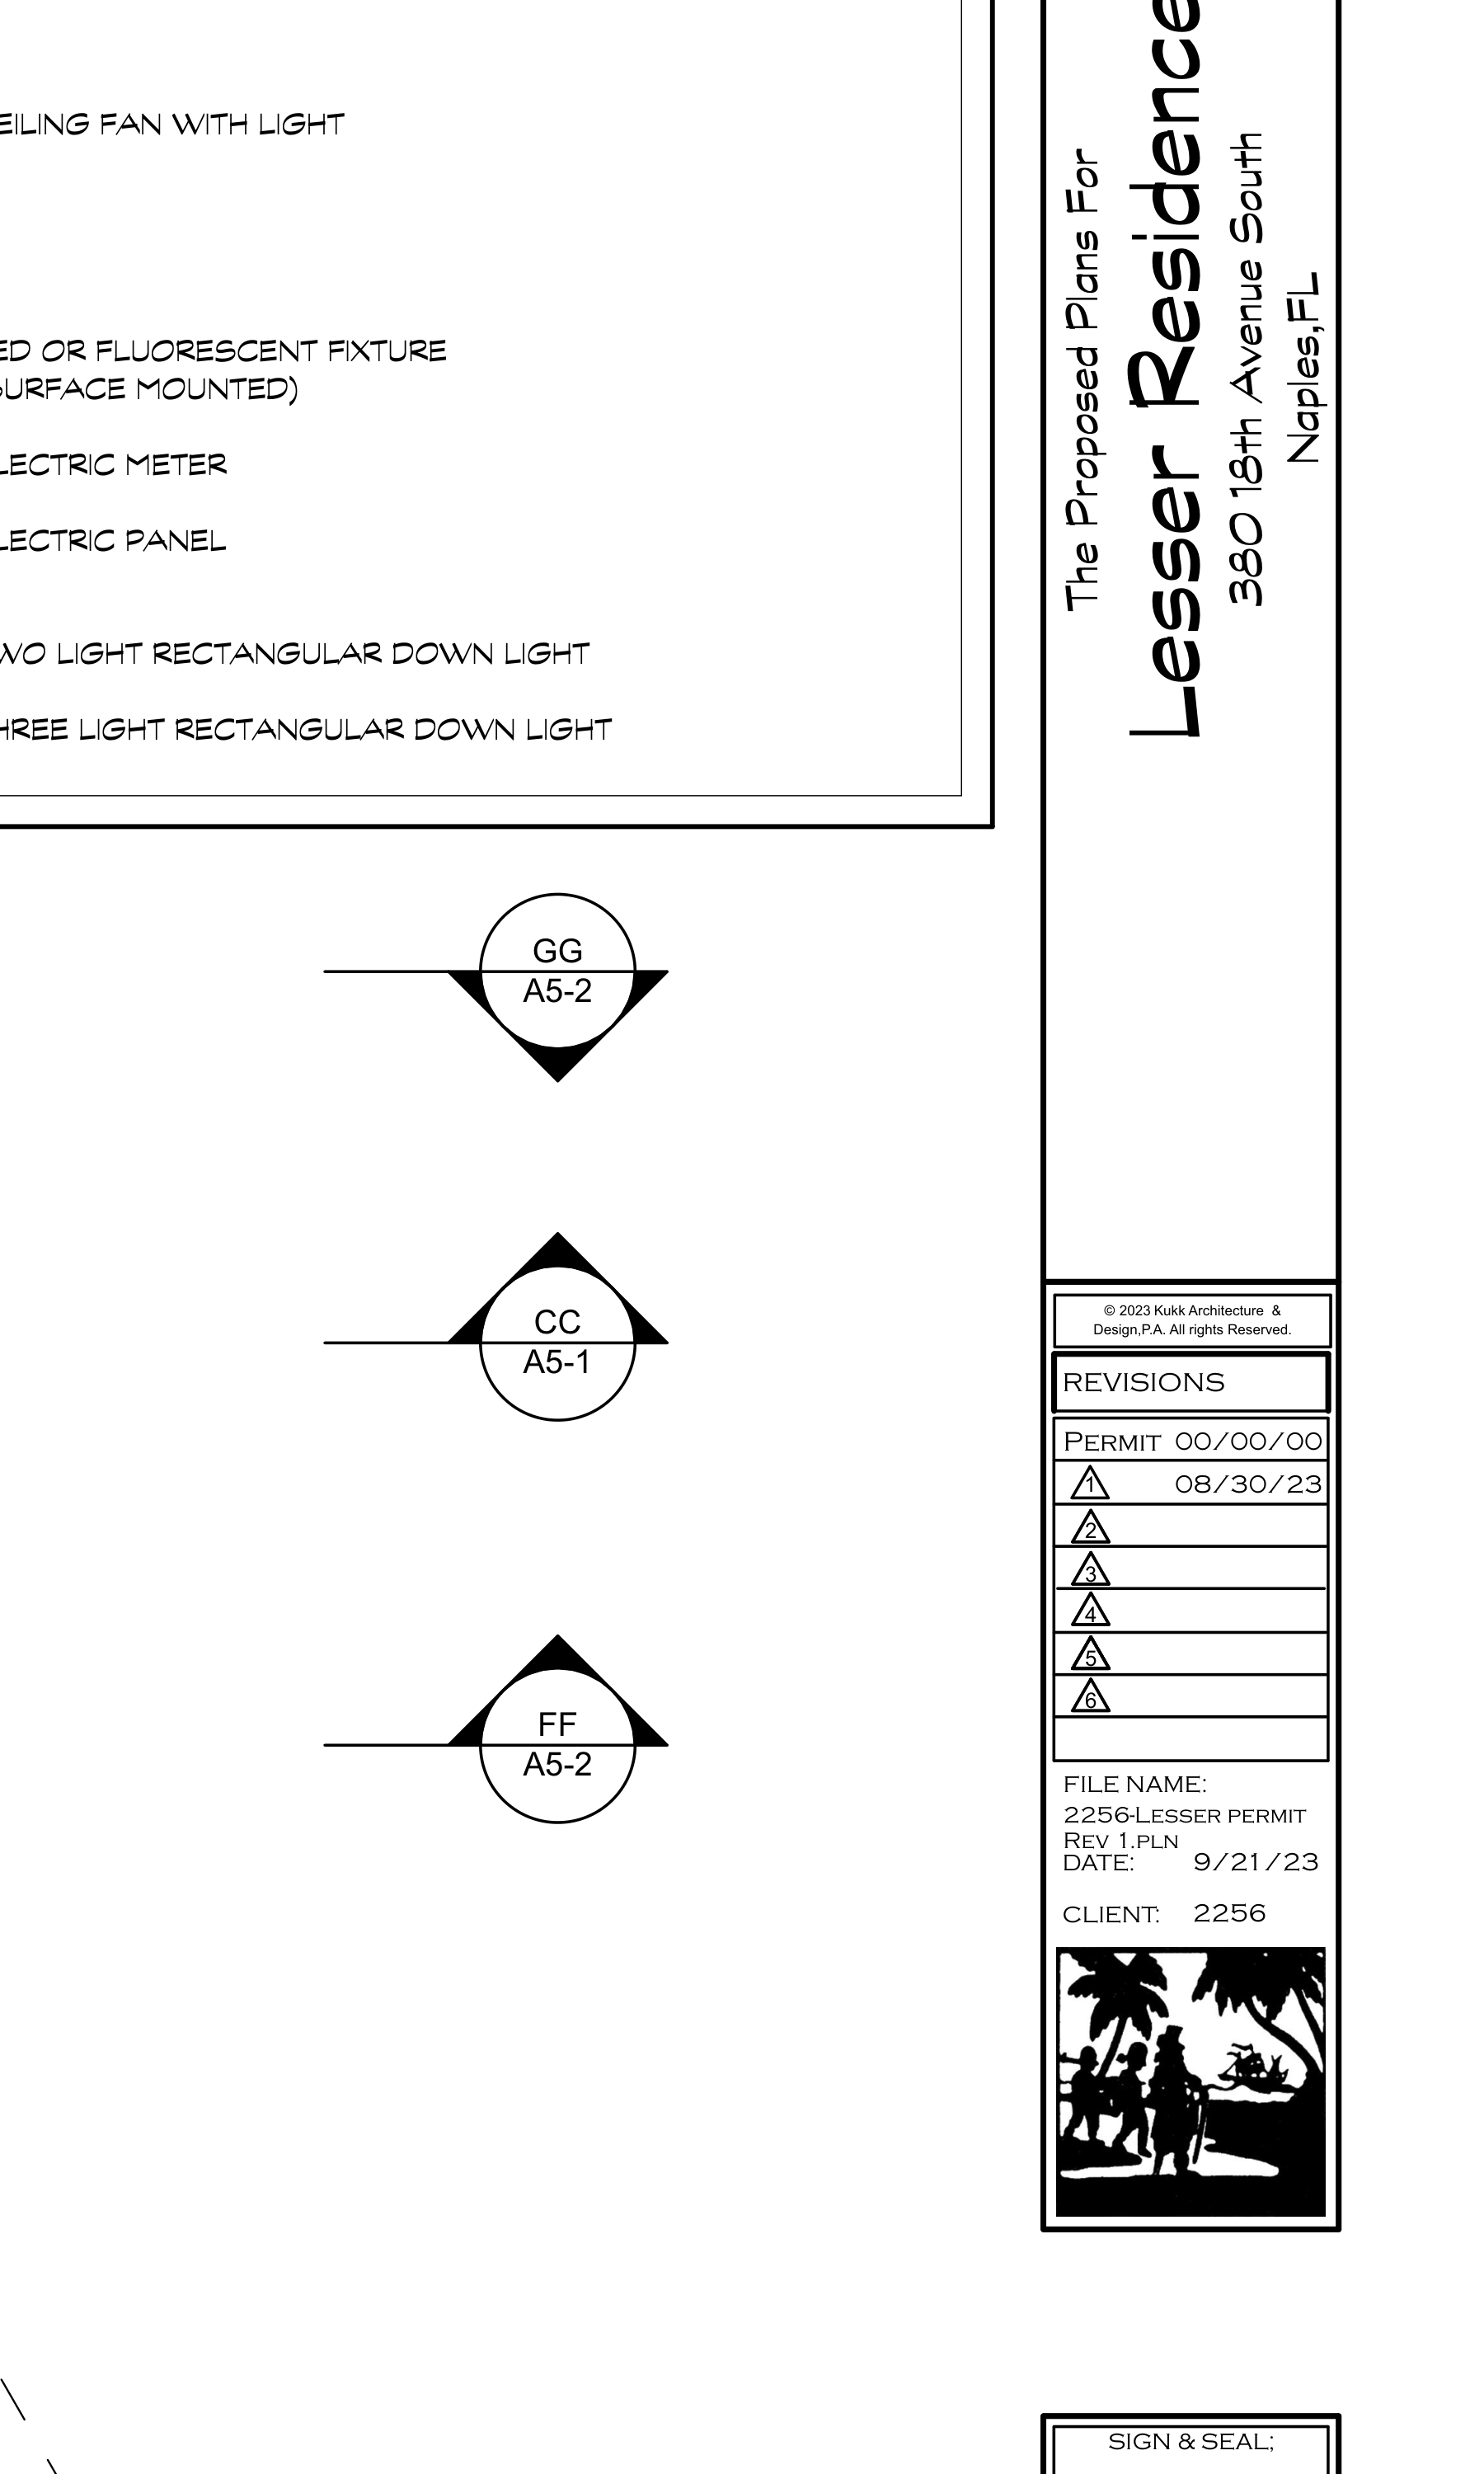 EILING FAN WITH LIGHT
ED OR FLUORESCENT FIXTURE
SURFACE MOUNTED)
LECTRIC METER
LECTRIC PANEL
WO LIGHT RECTANGULAR DOWN LIGHT
HREE LIGHT RECTANGULAR DOWN LIGHT
GG
A5-2
CC
A5-1
FF
A5-2
The Proposed Plans For
Lesser Residence
380 18th Avenue South
Naples,FL
© 2023 Kukk Architecture &
Design,P.A. All rights Reserved.
REVISIONS
PERMIT 00/00/00
1 08/30/23
2
3
4
5
6
FILE NAME:
2256-LESSER PERMIT
REV 1.PLN
DATE: 9/21/23
CLIENT: 2256
SIGN & SEAL;